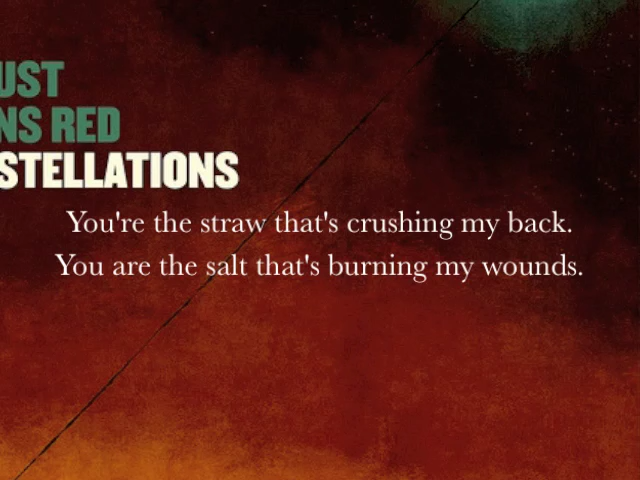 UST
NS RED
STELLATIONS
You're the straw that's crushing my back.
You are the salt that's burning my wounds.